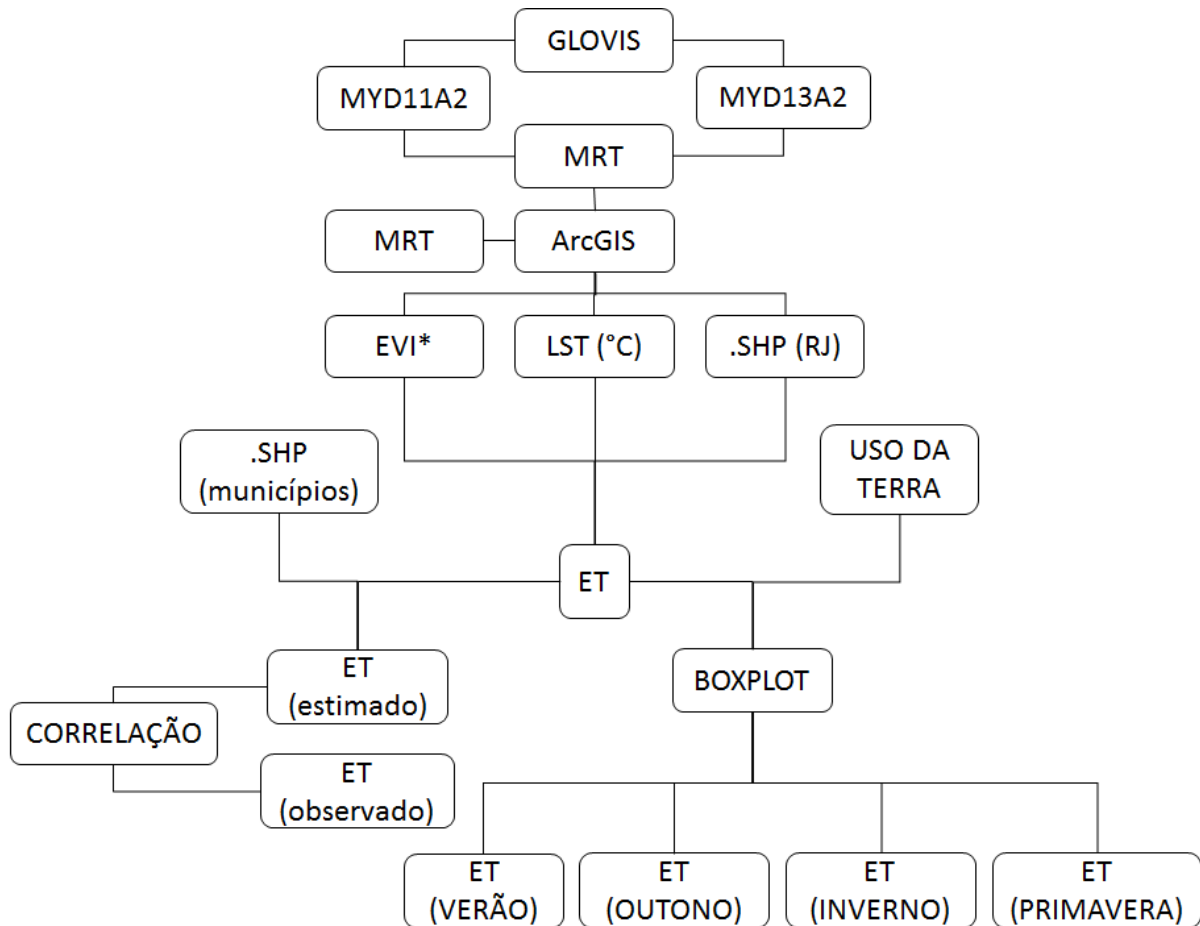 GLOVIS
MYD11A2
MYD13A2
MRT
MRT
ArcGIS
EVI*
LST (°C)
.SHP (RJ)
.SHP
(municípios)
USO DA
TERRA
ET
ET
(estimado)
BOXPLOT
CORRELAÇÃO
ET
(observado)
ET
(VERÃO)
ET
(OUTONO)
ET
(INVERNO)
ET
(PRIMAVERA)